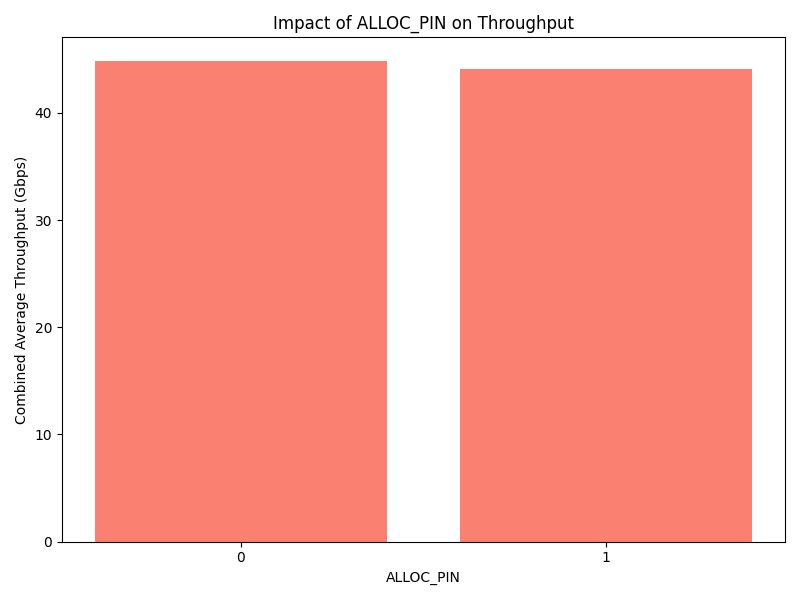 Impact of ALLOC_PIN on Throughput
Combined Average Throughput (Gbps)
40
30
20
10
0
0 1
ALLOC_PIN